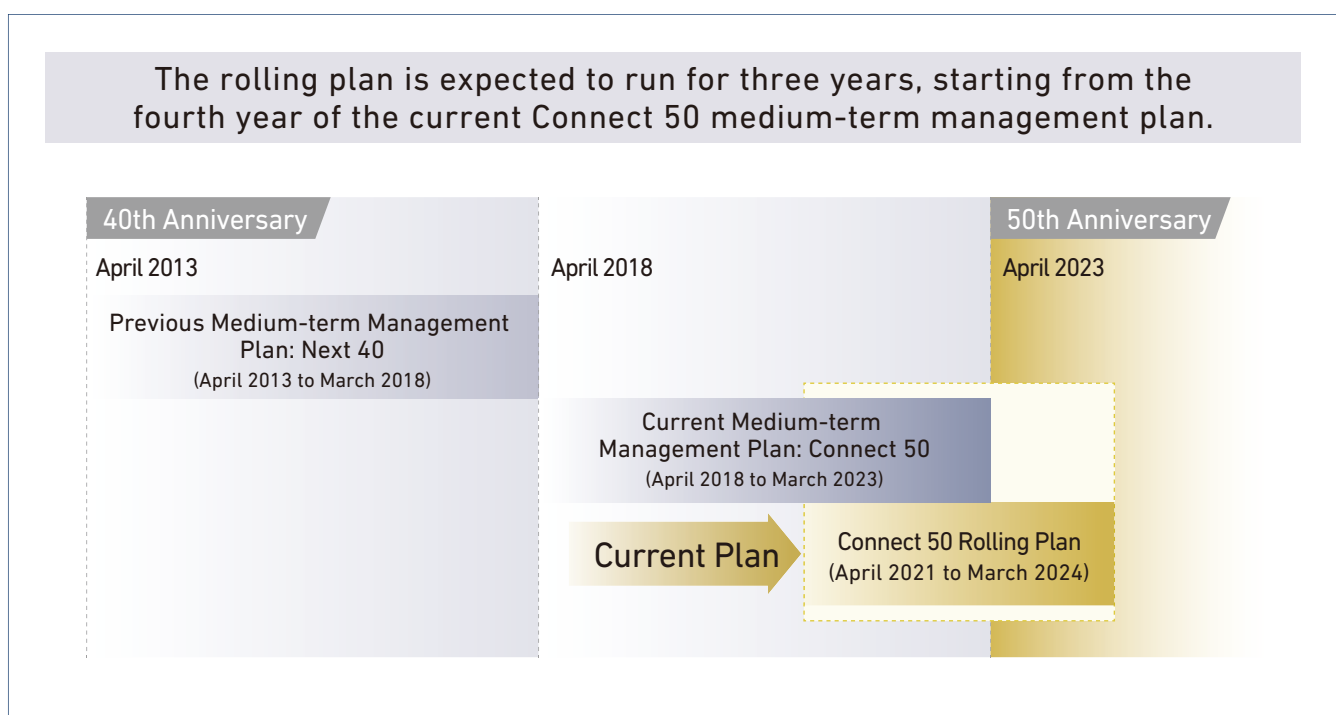 The rolling plan is expected to run for three years, starting from the
fourth year of the current Connect 50 medium-term management plan.
40th Anniversary
50th Anniversary
April 2013
April 2018
April 2023
Previous Medium-term Management
Plan: Next 40
(April 2013 to March 2018)
Current Medium-term
Management Plan: Connect 50
(April 2018 to March 2023)
Current Plan
Connect 50 Rolling Plan
(April 2021 to March 2024)